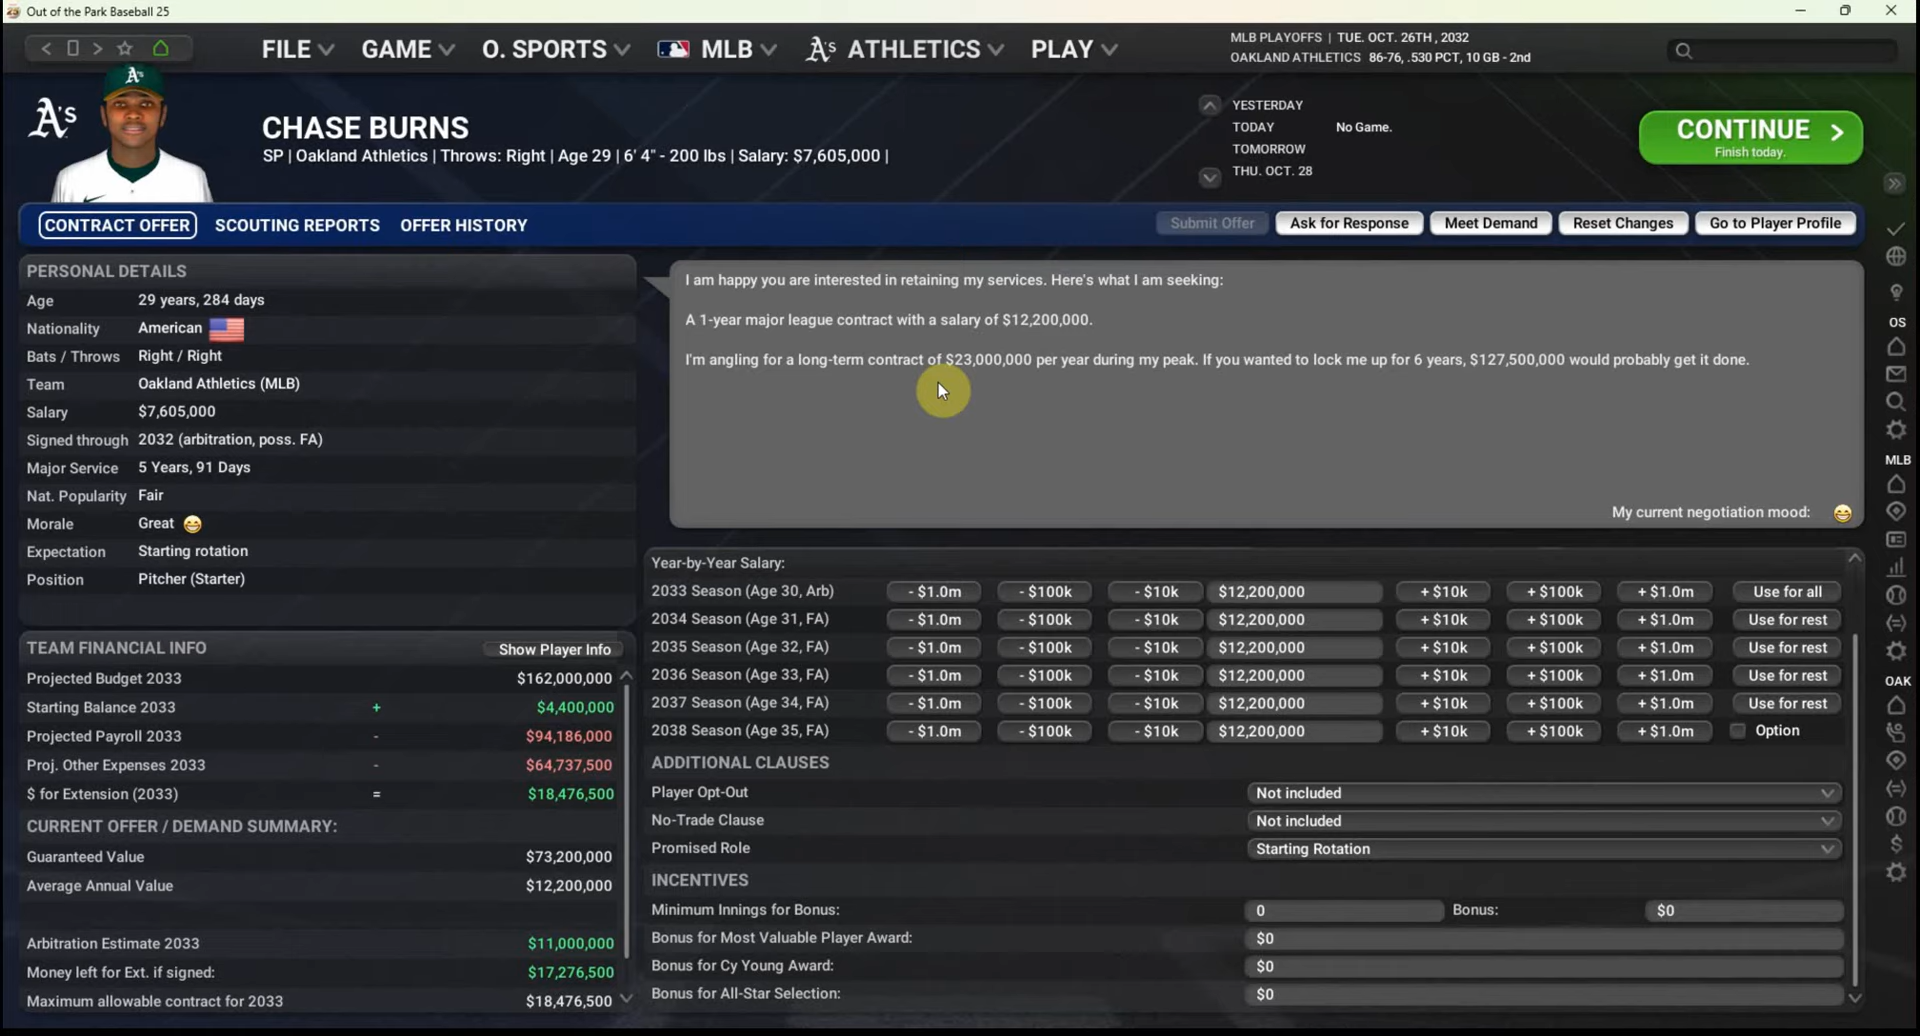 Out of the Park Baseball 25
FILE GAME O. SPORTS MLB A's ATHLETICS PLAY
MLB PLAYOFFS | TUE. OCT. 26TH , 2032
OAKLAND ATHLETICS 86-76, .530 PCT, 10 GB - 2nd
A's
A's
CHASE BURNS
SP | Oakland Athletics | Throws: Right | Age 29 | 6' 4" - 200 lbs | Salary: $7,605,000 |
YESTERDAY
TODAY No Game.
TOMORROW
THU. OCT. 28
CONTINUE
Finish today.
CONTRACT OFFER SCOUTING REPORTS OFFER HISTORY
Submit Offer Ask for Response Meet Demand Reset Changes Go to Player Profile
PERSONAL DETAILS
Age 29 years, 284 days
Nationality American
Bats / Throws Right / Right
Team Oakland Athletics (MLB)
Salary $7,605,000
Signed through 2032 (arbitration, poss. FA)
Major Service 5 Years, 91 Days
Nat. Popularity Fair
Morale Great
Expectation Starting rotation
Position Pitcher (Starter)
I am happy you are interested in retaining my services. Here's what I am seeking:
A 1-year major league contract with a salary of $12,200,000.
I'm angling for a long-term contract of $23,000,000 per year during my peak. If you wanted to lock me up for 6 years, $127,500,000 would probably get it done.
My current negotiation mood:
TEAM FINANCIAL INFO Show Player Info
Projected Budget 2033 $162,000,000
Starting Balance 2033 + $4,400,000
Projected Payroll 2033 - $94,186,000
Proj. Other Expenses 2033 - $64,737,500
$ for Extension (2033) = $18,476,500
CURRENT OFFER / DEMAND SUMMARY:
Guaranteed Value $73,200,000
Average Annual Value $12,200,000
Arbitration Estimate 2033 $11,000,000
Money left for Ext. if signed: $17,276,500
Maximum allowable contract for 2033 $18,476,500
Year-by-Year Salary:
2033 Season (Age 30, Arb) - $1.0m - $100k - $10k $12,200,000 + $10k + $100k + $1.0m Use for all
2034 Season (Age 31, FA) - $1.0m - $100k - $10k $12,200,000 + $10k + $100k + $1.0m Use for rest
2035 Season (Age 32, FA) - $1.0m - $100k - $10k $12,200,000 + $10k + $100k + $1.0m Use for rest
2036 Season (Age 33, FA) - $1.0m - $100k - $10k $12,200,000 + $10k + $100k + $1.0m Use for rest
2037 Season (Age 34, FA) - $1.0m - $100k - $10k $12,200,000 + $10k + $100k + $1.0m Use for rest
2038 Season (Age 35, FA) - $1.0m - $100k - $10k $12,200,000 + $10k + $100k + $1.0m Option
ADDITIONAL CLAUSES
Player Opt-Out Not included
No-Trade Clause Not included
Promised Role Starting Rotation
INCENTIVES
Minimum Innings for Bonus: 0 Bonus: $0
Bonus for Most Valuable Player Award: $0
Bonus for Cy Young Award: $0
Bonus for All-Star Selection: $0
OS
MLB
OAK